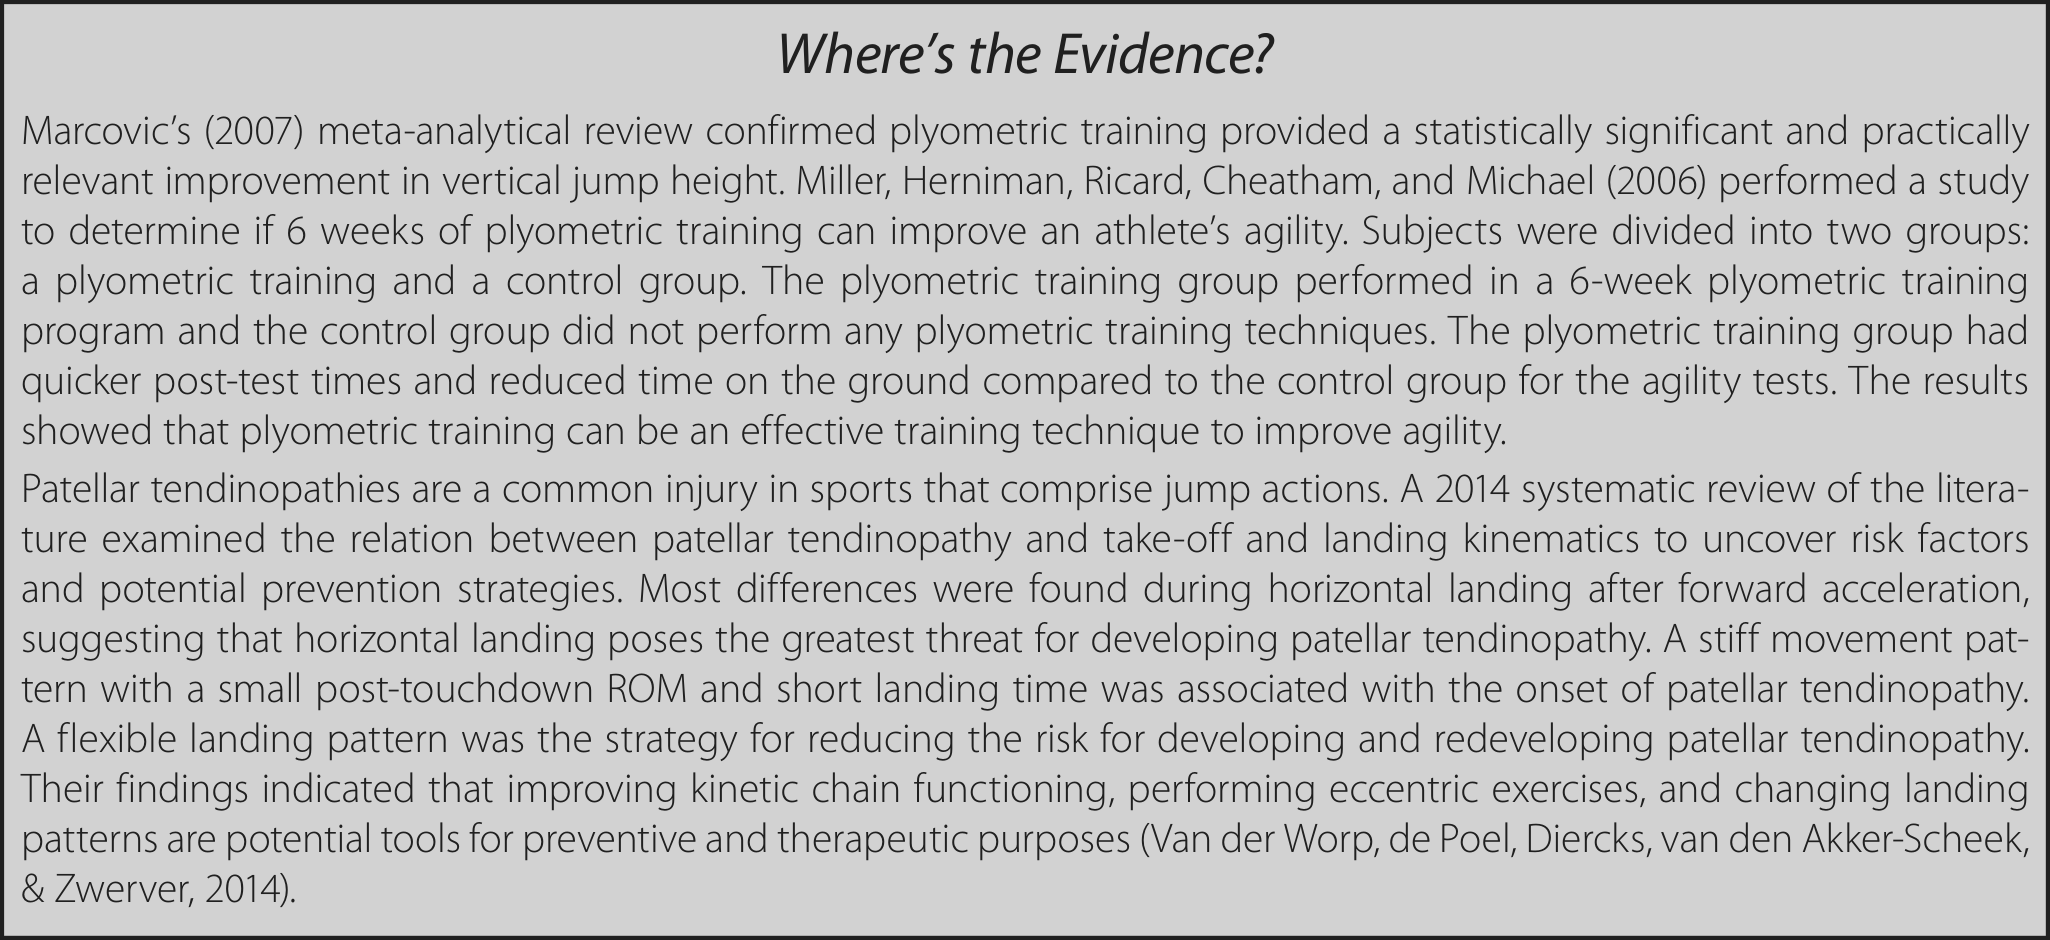 Where's the Evidence?
Marcovic's (2007) meta-analytical review confirmed plyometric training provided a statistically significant and practically
relevant improvement in vertical jump height. Miller, Herniman, Ricard, Cheatham, and Michael (2006) performed a study
to determine if 6 weeks of plyometric training can improve an athlete's agility. Subjects were divided into two groups:
a plyometric training and a control group. The plyometric training group performed in a 6-week plyometric training
program and the control group did not perform any plyometric training techniques. The plyometric training group had
quicker post-test times and reduced time on the ground compared to the control group for the agility tests. The results
showed that plyometric training can be an effective training technique to improve agility.
Patellar tendinopathies are a common injury in sports that comprise jump actions. A 2014 systematic review of the litera-
ture examined the relation between patellar tendinopathy and take-off and landing kinematics to uncover risk factors
and potential prevention strategies. Most differences were found during horizontal landing after forward acceleration,
suggesting that horizontal landing poses the greatest threat for developing patellar tendinopathy. A stiff movement pat-
tern with a small post-touchdown ROM and short landing time was associated with the onset of patellar tendinopathy.
A flexible landing pattern was the strategy for reducing the risk for developing and redeveloping patellar tendinopathy.
Their findings indicated that improving kinetic chain functioning, performing eccentric exercises, and changing landing
patterns are potential tools for preventive and therapeutic purposes (Van der Worp, de Poel, Diercks, van den Akker-Scheek,
& Zwerver, 2014).